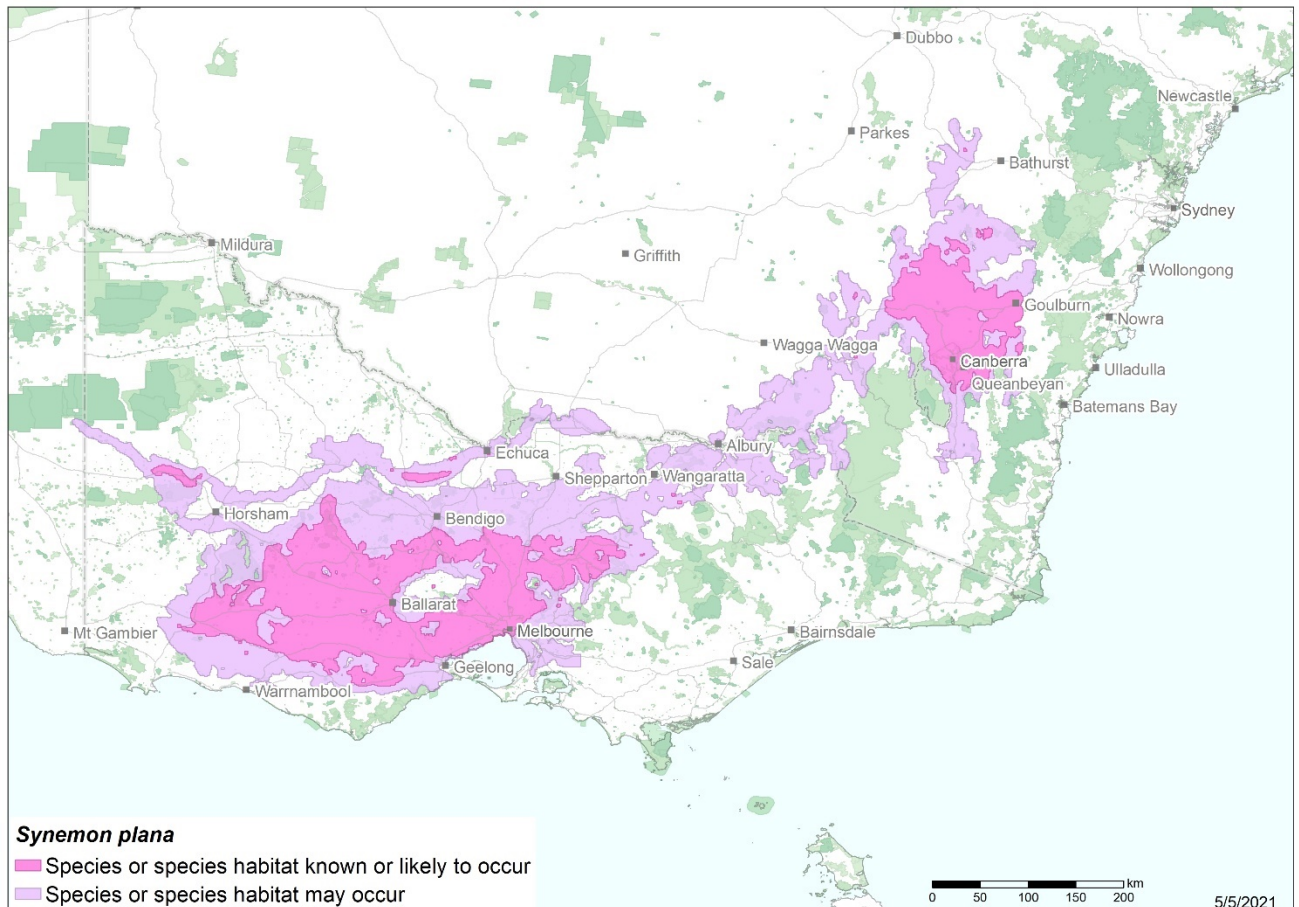 Dubbo
Newcastle
Parkes
Bathurst
Sydney
Mildura
Griffith
Wollongong
Goulburn
Nowra
Wagga Wagga
Canberra
Ulladulla
Queanbeyan
Batemans Bay
Echuca
Albury
Shepparton
Wangaratta
Horsham
Bendigo
Ballarat
Mt Gambier
Melbourne
Bairnsdale
Geelong
Sale
Warrnambool
Synemon plana
Species or species habitat known or likely to occur
Species or species habitat may occur
km
0 50 100 150 200
5/5/2021